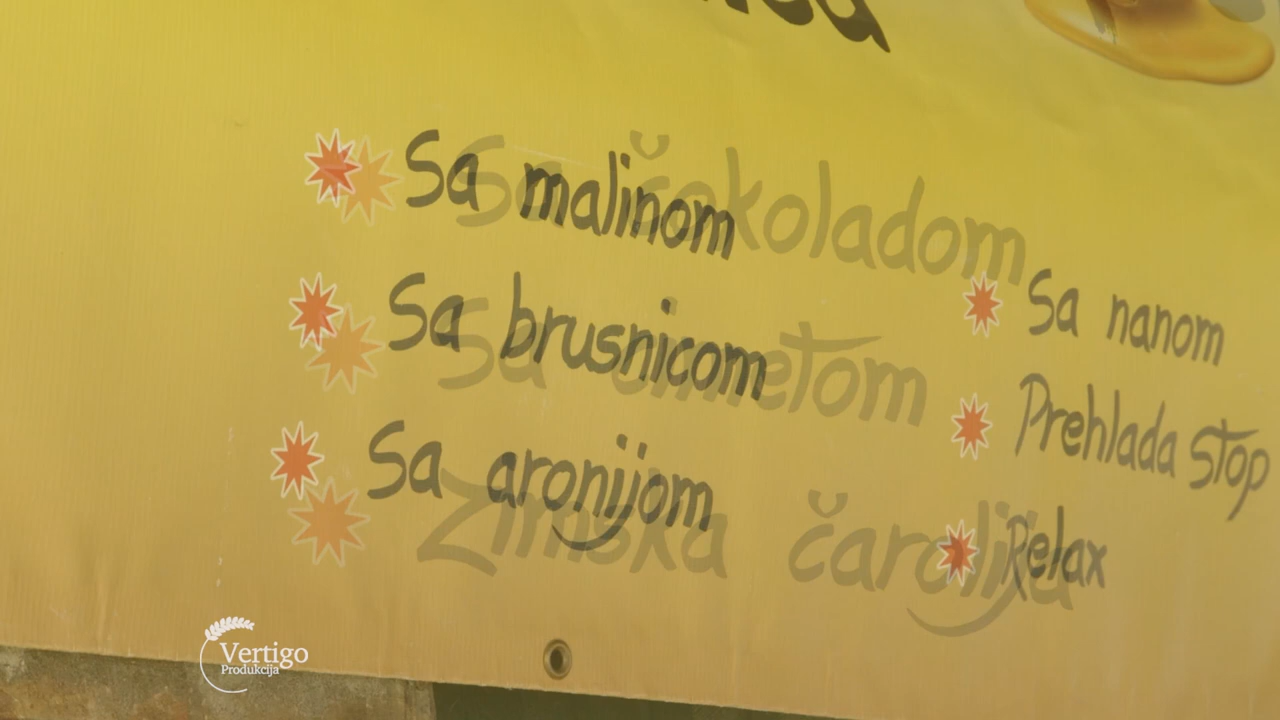 Sa malinom
Sa brusnicom
Sa aronijom
Sa nanom
Prehlada stop
Relax
Sa čokoladom
Sa cimetom
Zimska čarolija
Vertigo
Produkcija